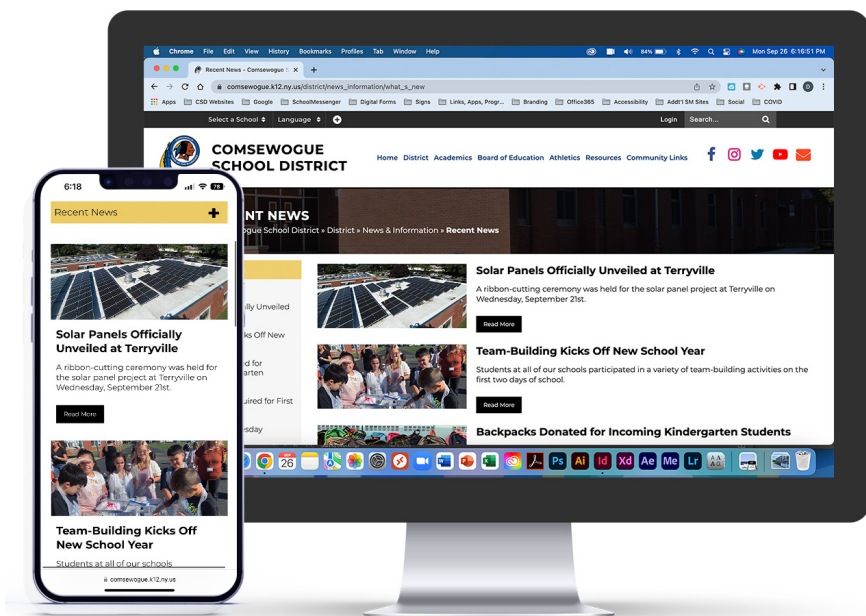 Chrome File Edit View History Bookmarks Profiles Tab Window Help
84%
Mon Sep 26 6:16:51 PM
Recent News - Comsewogue S
comsewogue.k12.ny.us/district/news_information/what_s_new
Apps CSD Websites Google SchoolMessenger Digital Forms Signs Links, Apps, Progr... Branding Office365 Accessibility Addt'l SM Sites Social COVID
Select a School Language
Login Search...
COMSEWOGUE
SCHOOL DISTRICT
Home District Academics Board of Education Athletics Resources Community Links
NT NEWS
ogue School District » District » News & Information » Recent News
ally Unveiled
ks Off New
ed for
arten
uired for First
esday
Solar Panels Officially Unveiled at Terryville
A ribbon-cutting ceremony was held for the solar panel project at Terryville on
Wednesday, September 21st.
Read More
Team-Building Kicks Off New School Year
Students at all of our schools participated in a variety of team-building activities on the
first two days of school.
Read More
Backpacks Donated for Incoming Kindergarten Students
26
Ps Ai Id Xd Ae Me Lr
6:18
78
Recent News
Solar Panels Officially
Unveiled at Terryville
A ribbon-cutting ceremony was held for
the solar panel project at Terryville on
Wednesday, September 21st.
Read More
Team-Building Kicks Off
New School Year
Students at all of our schools
comsewogue.k12.ny.us